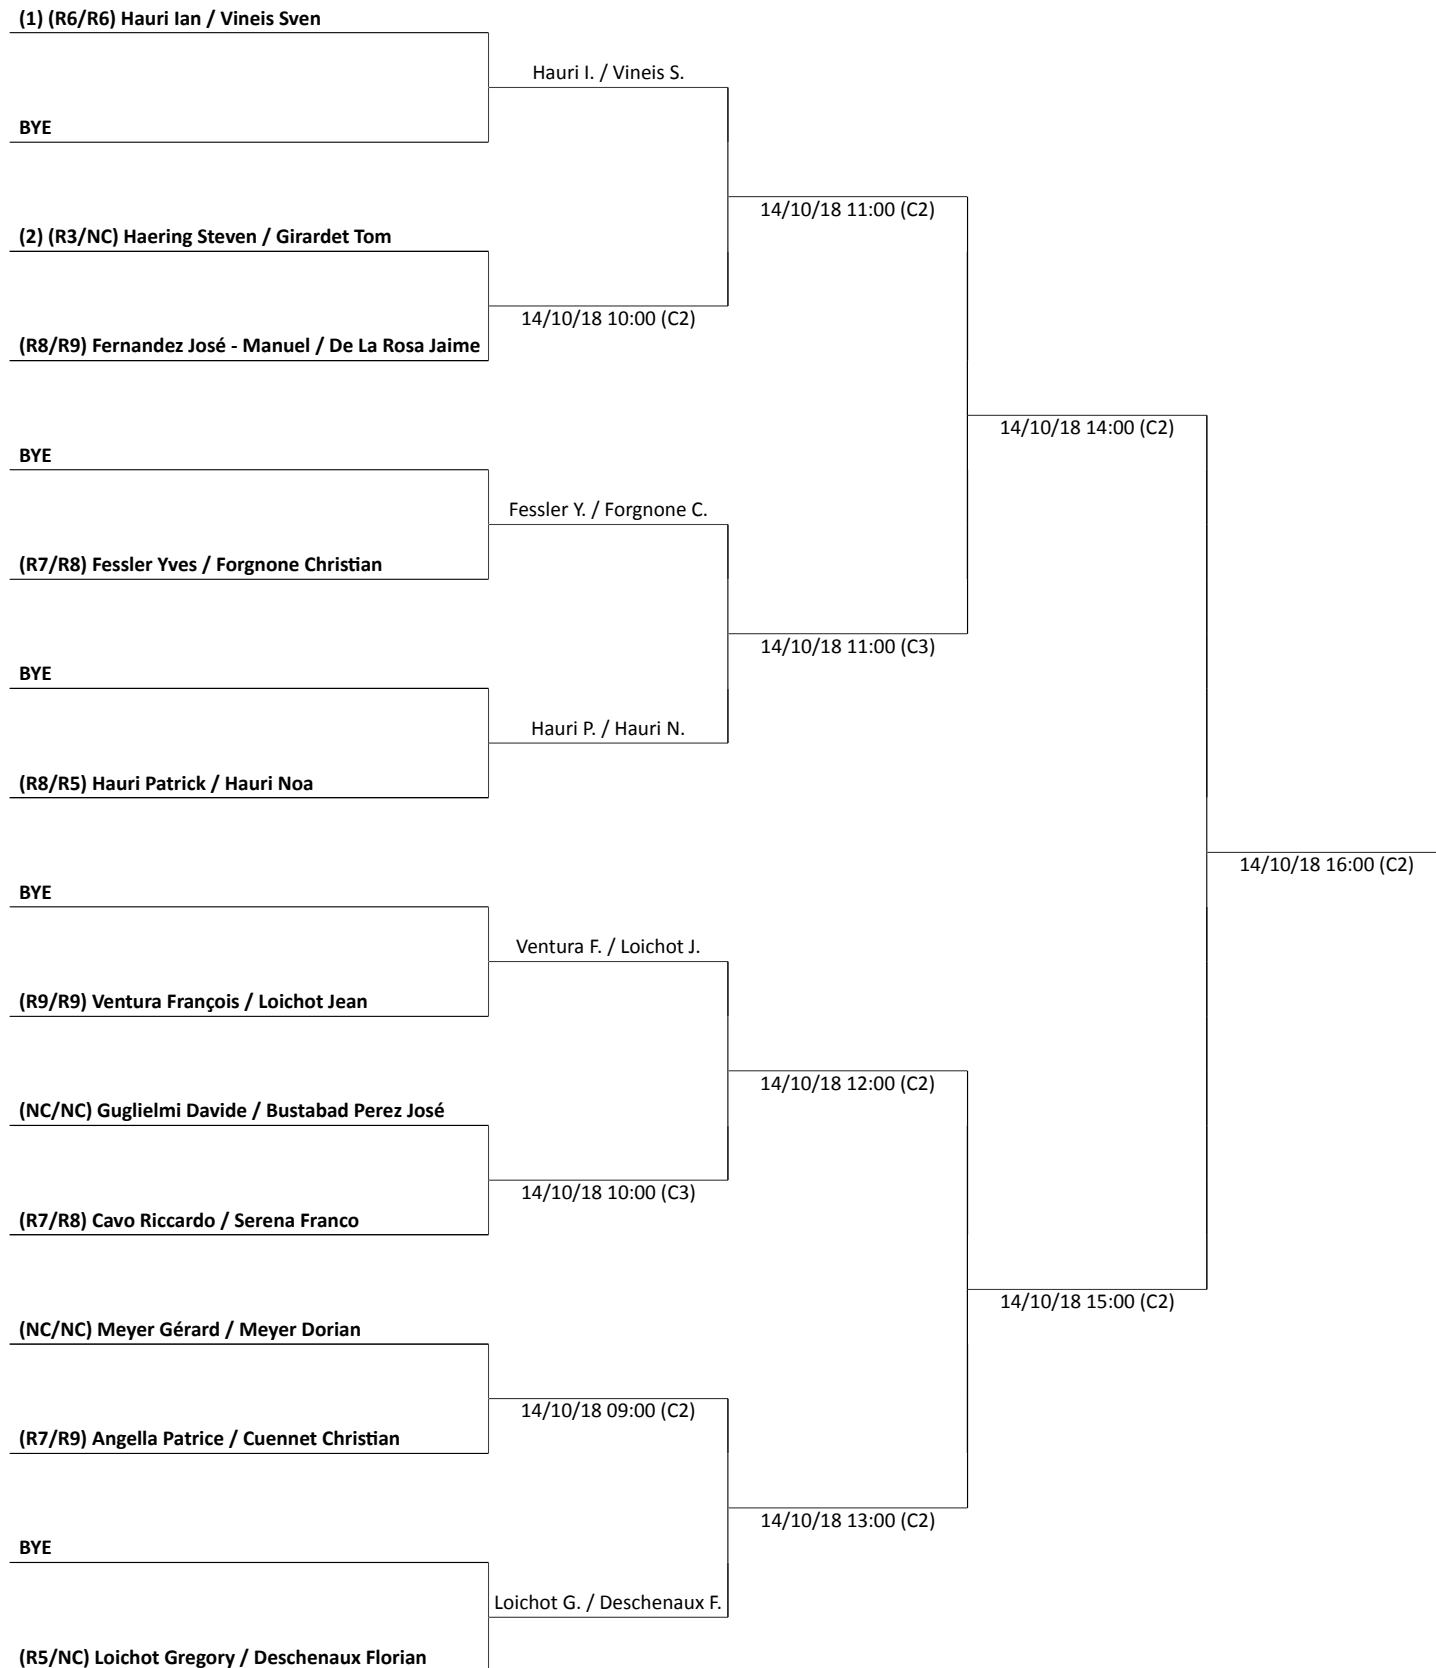 (1) (R6/R6) Hauri Ian / Vineis Sven
Hauri I. / Vineis S.
BYE
14/10/18 11:00 (C2)
(2) (R3/NC) Haering Steven / Girardet Tom
14/10/18 10:00 (C2)
(R8/R9) Fernandez José - Manuel / De La Rosa Jaime
14/10/18 14:00 (C2)
BYE
Fessler Y. / Forgnone C.
(R7/R8) Fessler Yves / Forgnone Christian
14/10/18 11:00 (C3)
BYE
Hauri P. / Hauri N.
(R8/R5) Hauri Patrick / Hauri Noa
14/10/18 16:00 (C2)
BYE
Ventura F. / Loichot J.
(R9/R9) Ventura François / Loichot Jean
14/10/18 12:00 (C2)
(NC/NC) Guglielmi Davide / Bustabad Perez José
14/10/18 10:00 (C3)
(R7/R8) Cavo Riccardo / Serena Franco
14/10/18 15:00 (C2)
(NC/NC) Meyer Gérard / Meyer Dorian
14/10/18 09:00 (C2)
(R7/R9) Angella Patrice / Cuennet Christian
14/10/18 13:00 (C2)
BYE
Loichot G. / Deschenaux F.
(R5/NC) Loichot Gregory / Deschenaux Florian